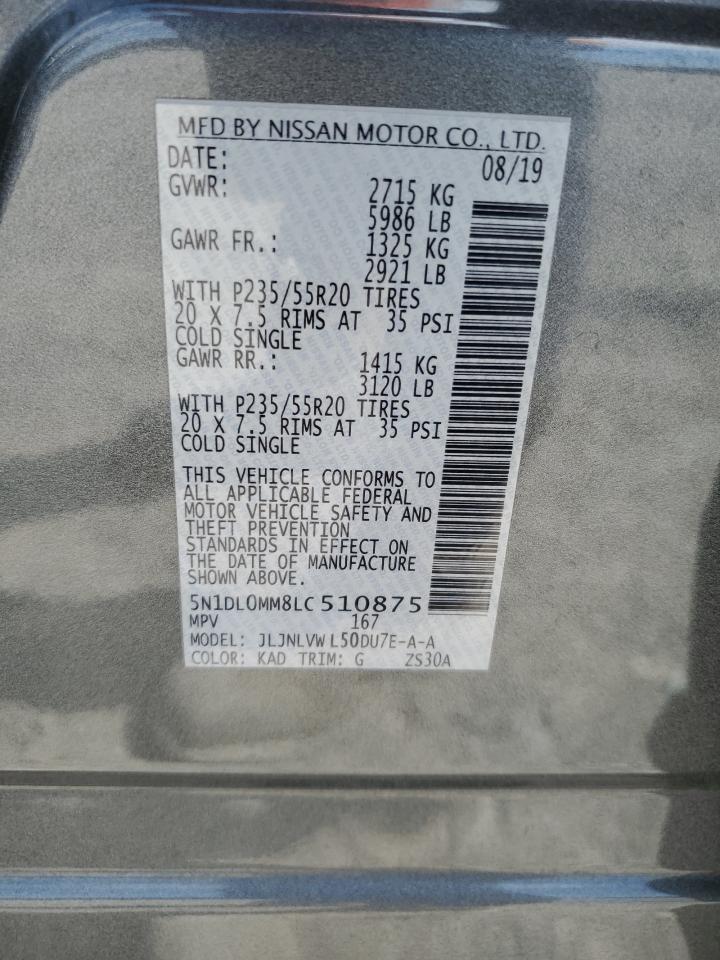 MFD BY NISSAN MOTOR CO., LTD.
DATE: 08/19
GVWR: 2715 KG
5986 LB
GAWR FR.: 1325 KG
2921 LB
WITH P235/55R20 TIRES
20 X 7.5 RIMS AT 35 PSI
COLD SINGLE
GAWR RR.: 1415 KG
3120 LB
WITH P235/55R20 TIRES
20 X 7.5 RIMS AT 35 PSI
COLD SINGLE
THIS VEHICLE CONFORMS TO
ALL APPLICABLE FEDERAL
MOTOR VEHICLE SAFETY AND
THEFT PREVENTION
STANDARDS IN EFFECT ON
THE DATE OF MANUFACTURE
SHOWN ABOVE.
5N1DL0MM8LC510875
MPV 167
MODEL: JLJNLVW L50DU7E-A-A
COLOR: KAD TRIM: G ZS30A